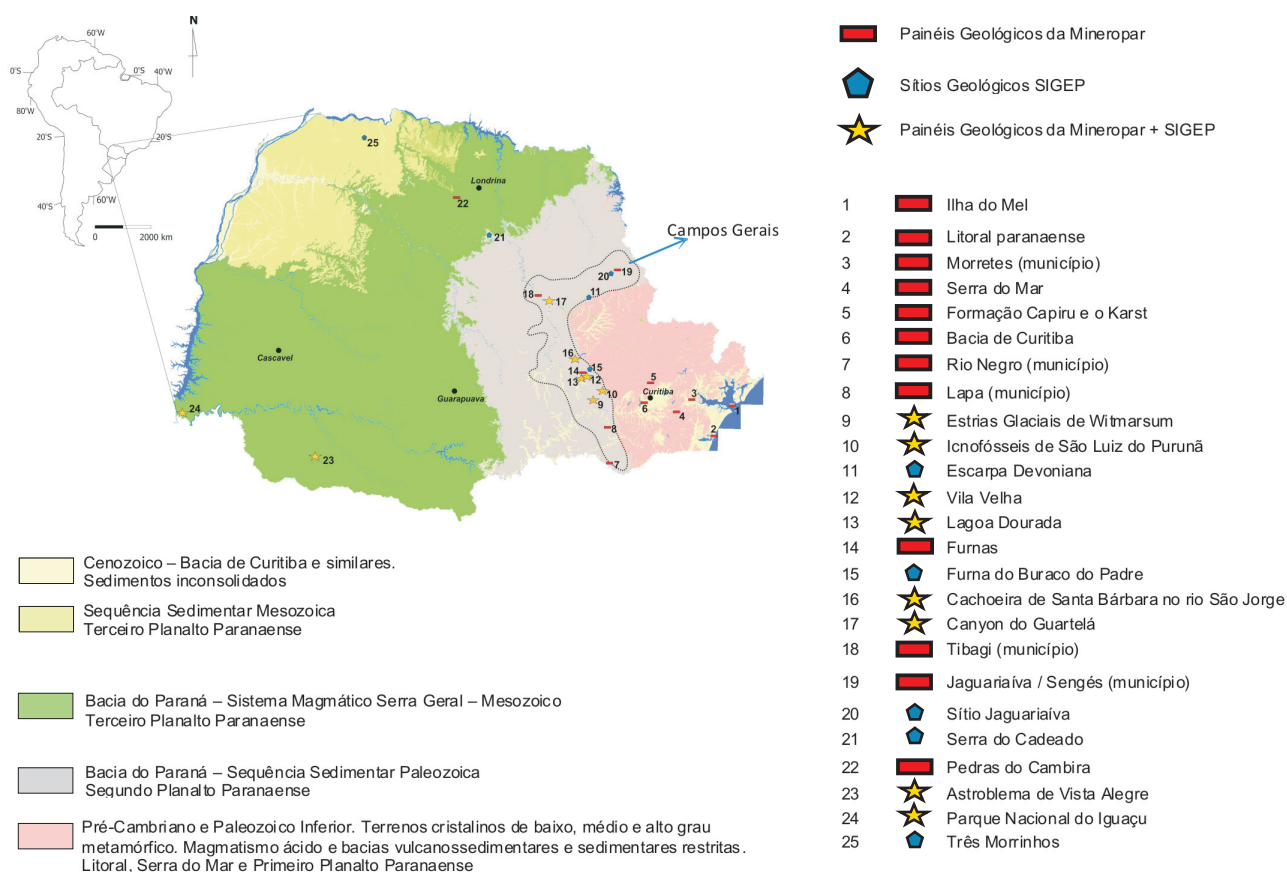 N
60°W
0°S
0°S 40°W
80°W
20°S
20°S
40°S
60°W
0 2000 km
25
Londrina
22
21
Campos Gerais
20
19
18
17
11
16
15
14
13
12
10
9
5
Curitiba
6
3
4
1
2
8
7
Cascavel
Guarapuava
24
23
Painéis Geológicos da Mineropar
Sítios Geológicos SIGEP
Painéis Geológicos da Mineropar + SIGEP
1 Ilha do Mel
2 Litoral paranaense
3 Morretes (município)
4 Serra do Mar
5 Formação Capiru e o Karst
6 Bacia de Curitiba
7 Rio Negro (município)
8 Lapa (município)
9 Estrias Glaciais de Witmarsum
10 Icnofósseis de São Luiz do Purunã
11 Escarpa Devoniana
12 Vila Velha
13 Lagoa Dourada
14 Furnas
15 Furna do Buraco do Padre
16 Cachoeira de Santa Bárbara no rio São Jorge
17 Canyon do Guartelá
18 Tibagi (município)
19 Jaguariaíva / Sengés (município)
20 Sítio Jaguariaíva
21 Serra do Cadeado
22 Pedras do Cambira
23 Astroblema de Vista Alegre
24 Parque Nacional do Iguaçu
25 Três Morrinhos
Cenozoico – Bacia de Curitiba e similares.
Sedimentos inconsolidados
Sequência Sedimentar Mesozoica
Terceiro Planalto Paranaense
Bacia do Paraná – Sistema Magmático Serra Geral – Mesozoico
Terceiro Planalto Paranaense
Bacia do Paraná – Sequência Sedimentar Paleozoica
Segundo Planalto Paranaense
Pré-Cambriano e Paleozoico Inferior. Terrenos cristalinos de baixo, médio e alto grau
metamórfico. Magmatismo ácido e bacias vulcanossedimentares e sedimentares restritas.
Litoral, Serra do Mar e Primeiro Planalto Paranaense